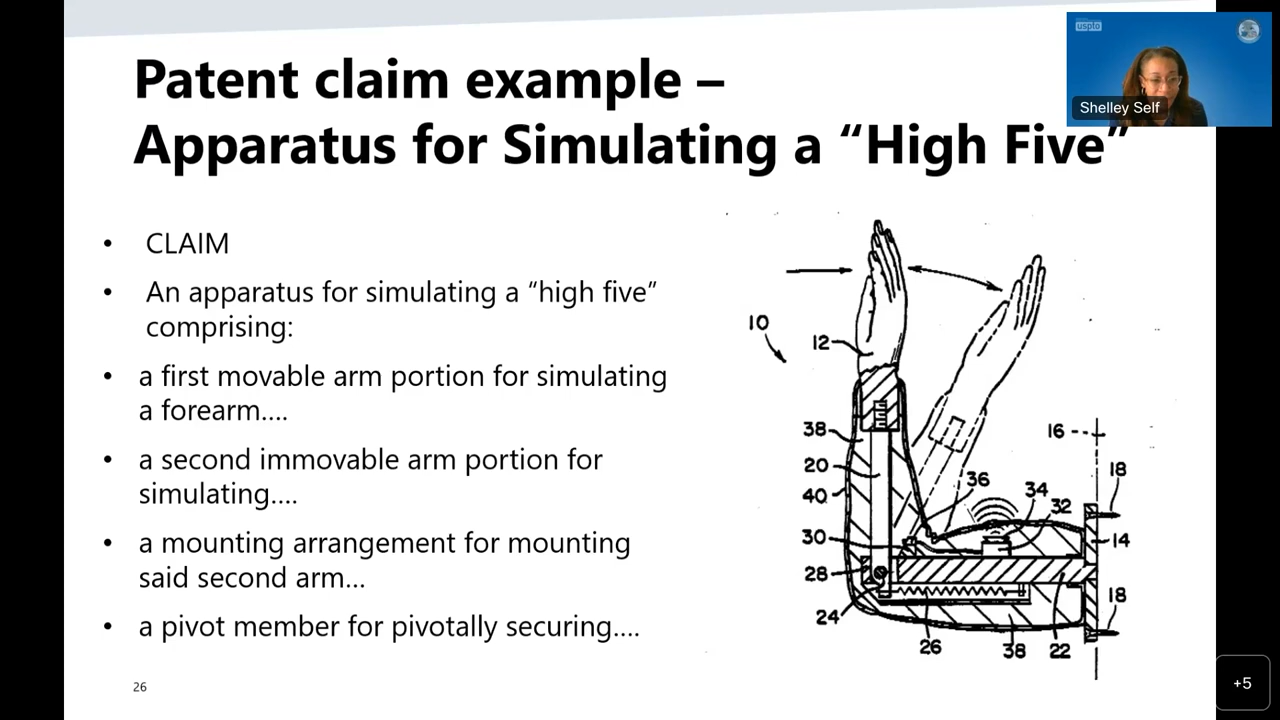 uspto
Shelley Self
Patent claim example –
Apparatus for Simulating a “High Five”
• CLAIM
• An apparatus for simulating a “high five”
comprising:
• a first movable arm portion for simulating
a forearm....
• a second immovable arm portion for
simulating....
• a mounting arrangement for mounting
said second arm...
• a pivot member for pivotally securing....
10
12
38
20
40
30
28
24
26
38
22
36
34
32
16
18
14
18
26
+5